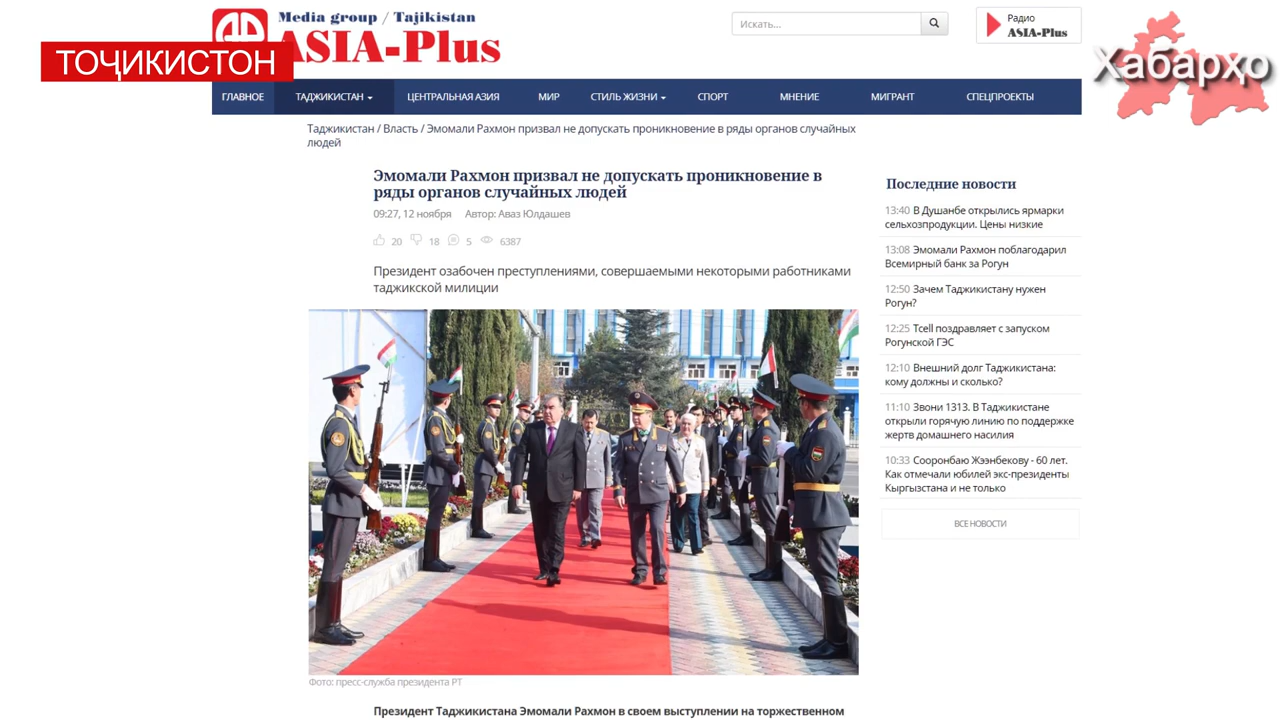 Media group / Tajikistan
ASIA-Plus
ТОҶИКИСТОН
Искать...
Радио
ASIA-Plus
Хабарҳо
ГЛАВНОЕ ТАДЖИКИСТАН ЦЕНТРАЛЬНАЯ АЗИЯ МИР СТИЛЬ ЖИЗНИ СПОРТ МНЕНИЕ МИГРАНТ СПЕЦПРОЕКТЫ
Таджикистан / Власть / Эмомали Рахмон призвал не допускать проникновение в ряды органов случайных
людей
Эмомали Рахмон призвал не допускать проникновение в
ряды органов случайных людей
09:27, 12 ноября Автор: Аваз Юлдашев
20 18 5 6387
Президент озабочен преступлениями, совершаемыми некоторыми работниками
таджикской милиции
Фото: пресс-служба президента РТ
Президент Таджикистана Эмомали Рахмон в своем выступлении на торжественном
Последние новости
13:40 В Душанбе открылись ярмарки
сельхозпродукции. Цены низкие
13:08 Эмомали Рахмон поблагодарил
Всемирный банк за Рогун
12:50 Зачем Таджикистану нужен
Рогун?
12:25 Tcell поздравляет с запуском
Рогунской ГЭС
12:10 Внешний долг Таджикистана:
кому должны и сколько?
11:10 Звони 1313. В Таджикистане
открыли горячую линию по поддержке
жертв домашнего насилия
10:33 Сооронбаю Жээнбекову - 60 лет.
Как отмечали юбилей экс-президенты
Кыргызстана и не только
ВСЕ НОВОСТИ